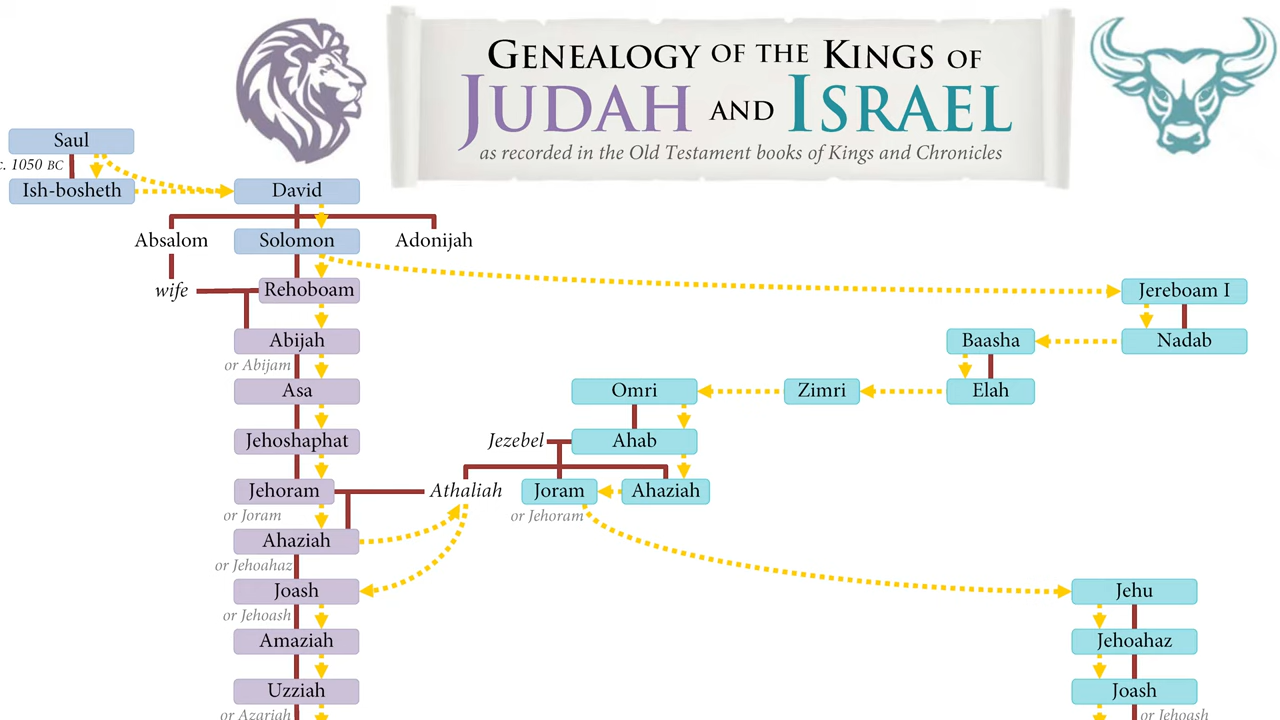 GENEALOGY OF THE KINGS OF
JUDAH AND ISRAEL
as recorded in the Old Testament books of Kings and Chronicles
Saul
c. 1050 BC
Ish-bosheth
David
Absalom
Solomon
Adonijah
wife
Rehoboam
Jereboam I
Abijah
Baasha
Nadab
or Abijam
Asa
Omri
Zimri
Elah
Jehoshaphat
Jezebel
Ahab
Jehoram
Athaliah
Joram
Ahaziah
or Joram
or Jehoram
Ahaziah
or Jehoahaz
Joash
Jehu
or Jehoash
Amaziah
Jehoahaz
Uzziah
Joash
or Azariah
or Jehoash